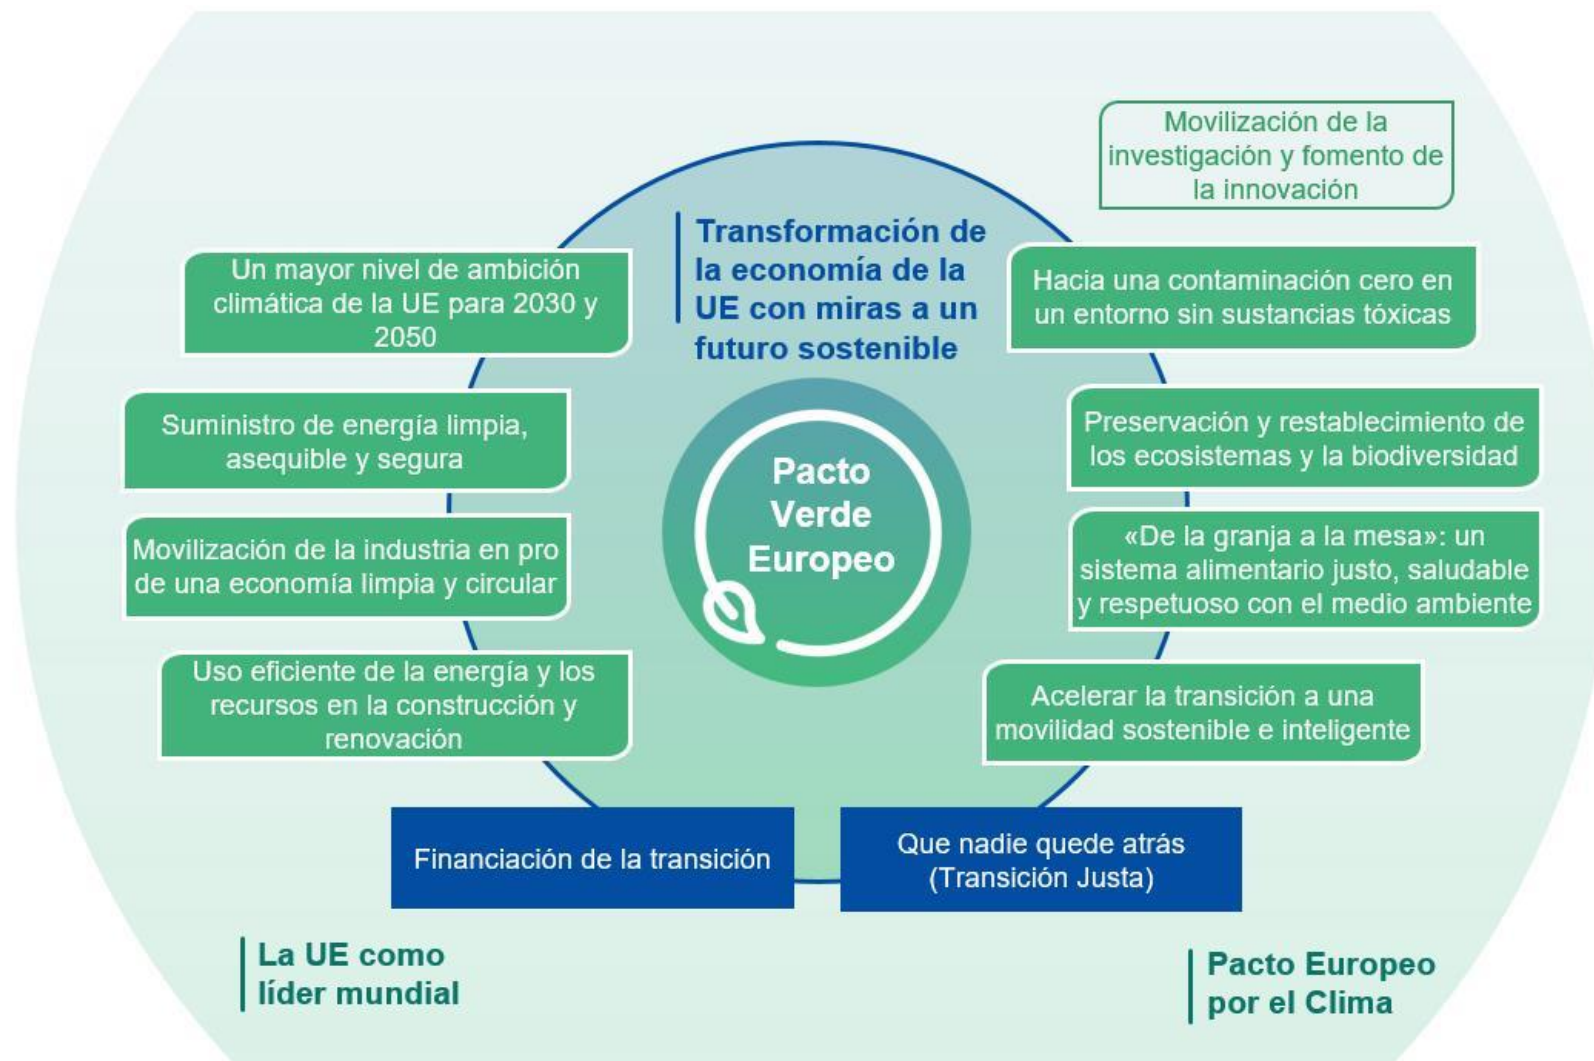 Movilización de la
investigación y fomento de
la innovación
Transformación de
la economía de la
UE con miras a un
futuro sostenible
Un mayor nivel de ambición
climática de la UE para 2030 y
2050
Hacia una contaminación cero en
un entorno sin sustancias tóxicas
Suministro de energía limpia,
asequible y segura
Preservación y restablecimiento de
los ecosistemas y la biodiversidad
Pacto
Verde
Europeo
Movilización de la industria en pro
de una economía limpia y circular
«De la granja a la mesa»: un
sistema alimentario justo, saludable
y respetuoso con el medio ambiente
Uso eficiente de la energía y los
recursos en la construcción y
renovación
Acelerar la transición a una
movilidad sostenible e inteligente
Financiación de la transición
Que nadie quede atrás
(Transición Justa)
La UE como
líder mundial
Pacto Europeo
por el Clima